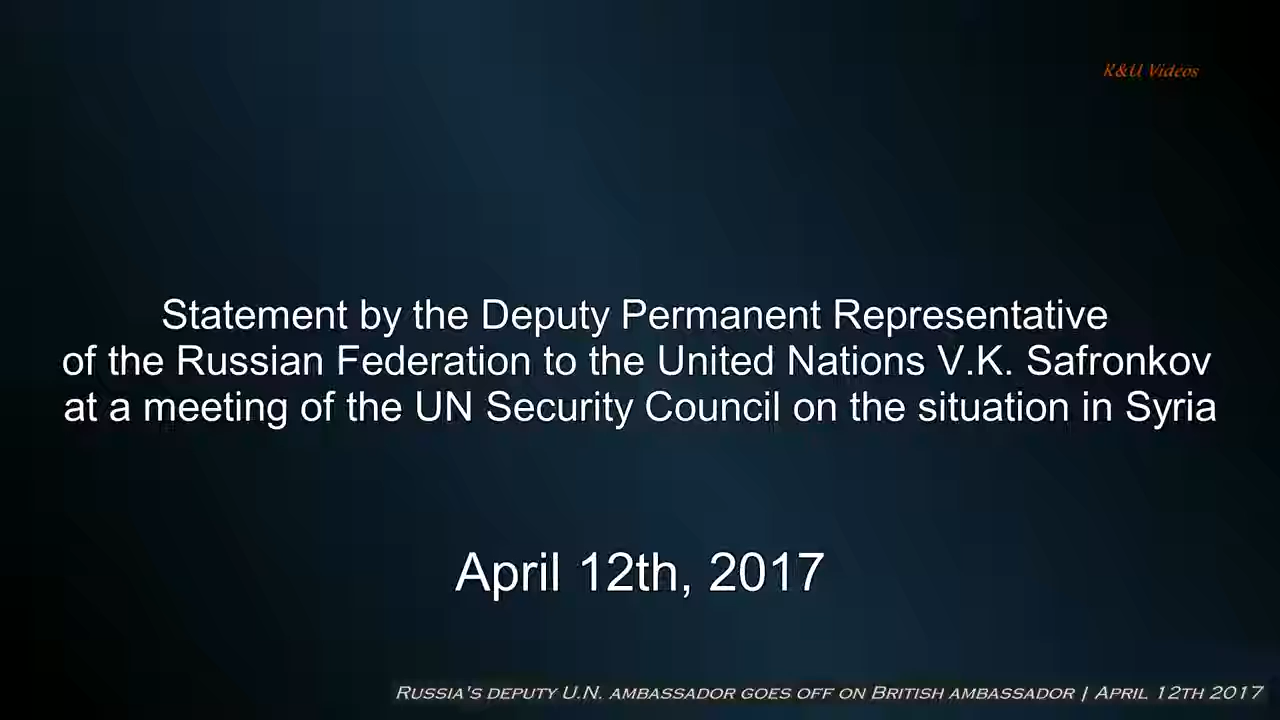 K&U Videos
Statement by the Deputy Permanent Representative
of the Russian Federation to the United Nations V.K. Safronkov
at a meeting of the UN Security Council on the situation in Syria
April 12th, 2017
Russia's deputy U.N. ambassador goes off on British ambassador | April 12th 2017